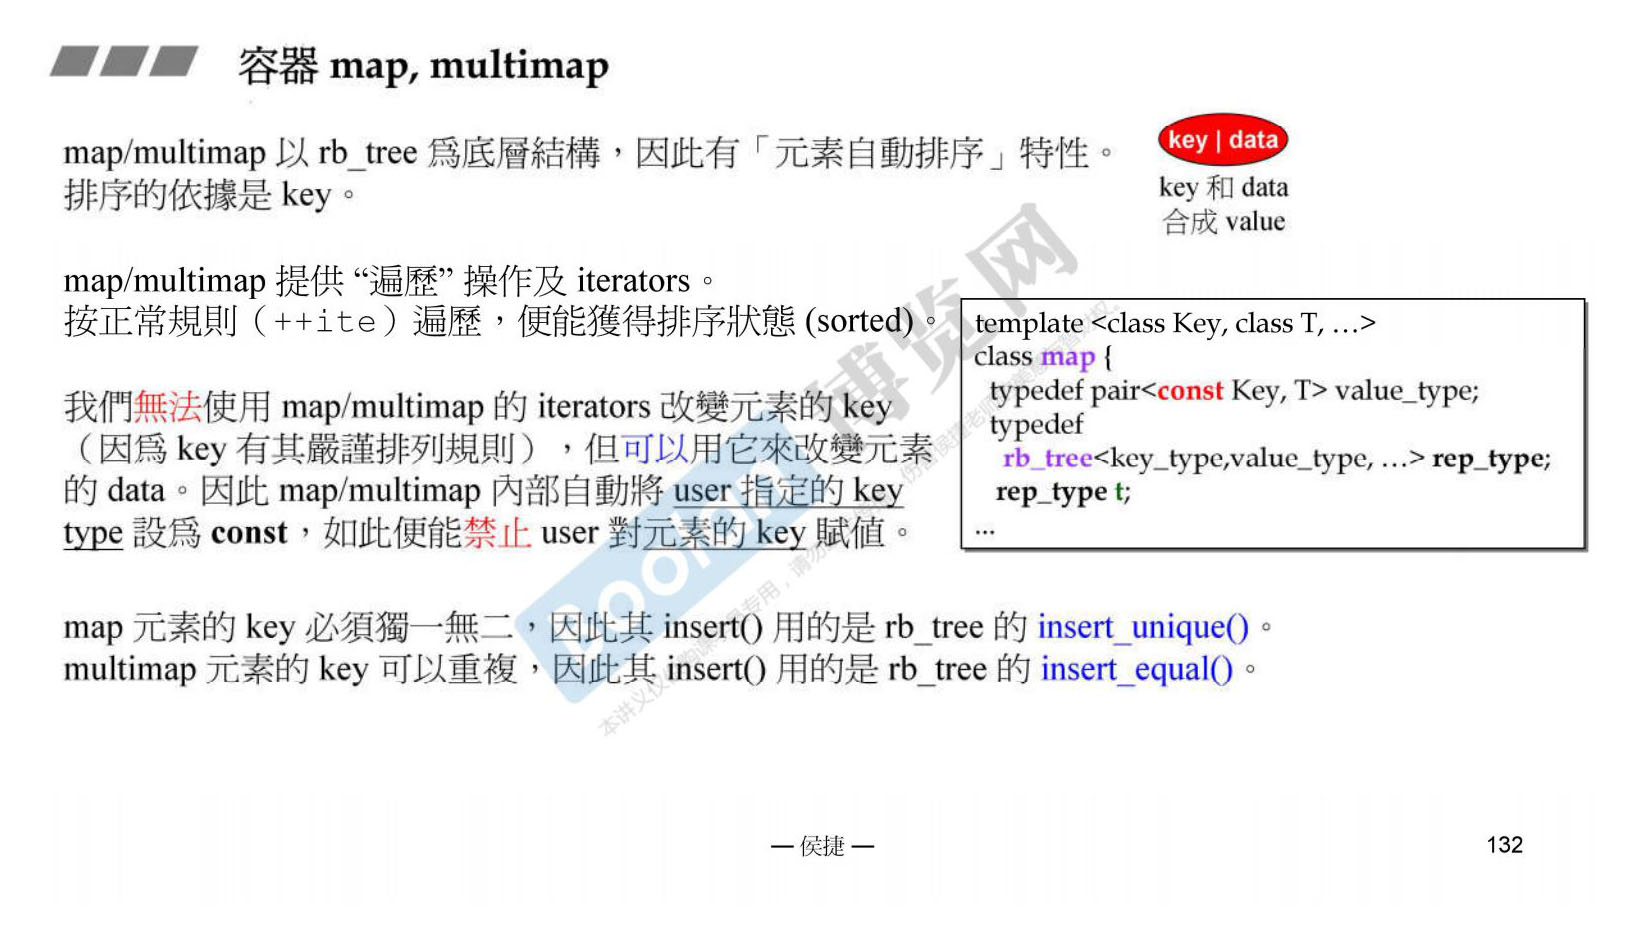 容器 map, multimap
map/multimap 以 rb_tree 爲底層結構，因此有「元素自動排序」特性。
排序的依據是 key。
key | data
key 和 data
合成 value
map/multimap 提供 “遍歷” 操作及 iterators。
按正常規則（++ite）遍歷，便能獲得排序狀態 (sorted)。
template <class Key, class T, …>
class map {
typedef pair<const Key, T> value_type;
typedef
rb_tree<key_type,value_type, …> rep_type;
rep_type t;
...
我們無法使用 map/multimap 的 iterators 改變元素的 key
（因爲 key 有其嚴謹排列規則），但可以用它來改變元素
的 data。因此 map/multimap 內部自動將 user 指定的 key
type 設爲 const，如此便能禁止 user 對元素的 key 賦值。
map 元素的 key 必須獨一無二，因此其 insert() 用的是 rb_tree 的 insert_unique()。
multimap 元素的 key 可以重複，因此其 insert() 用的是 rb_tree 的 insert_equal()。
Boolan 博览网
— 侯捷 —
132